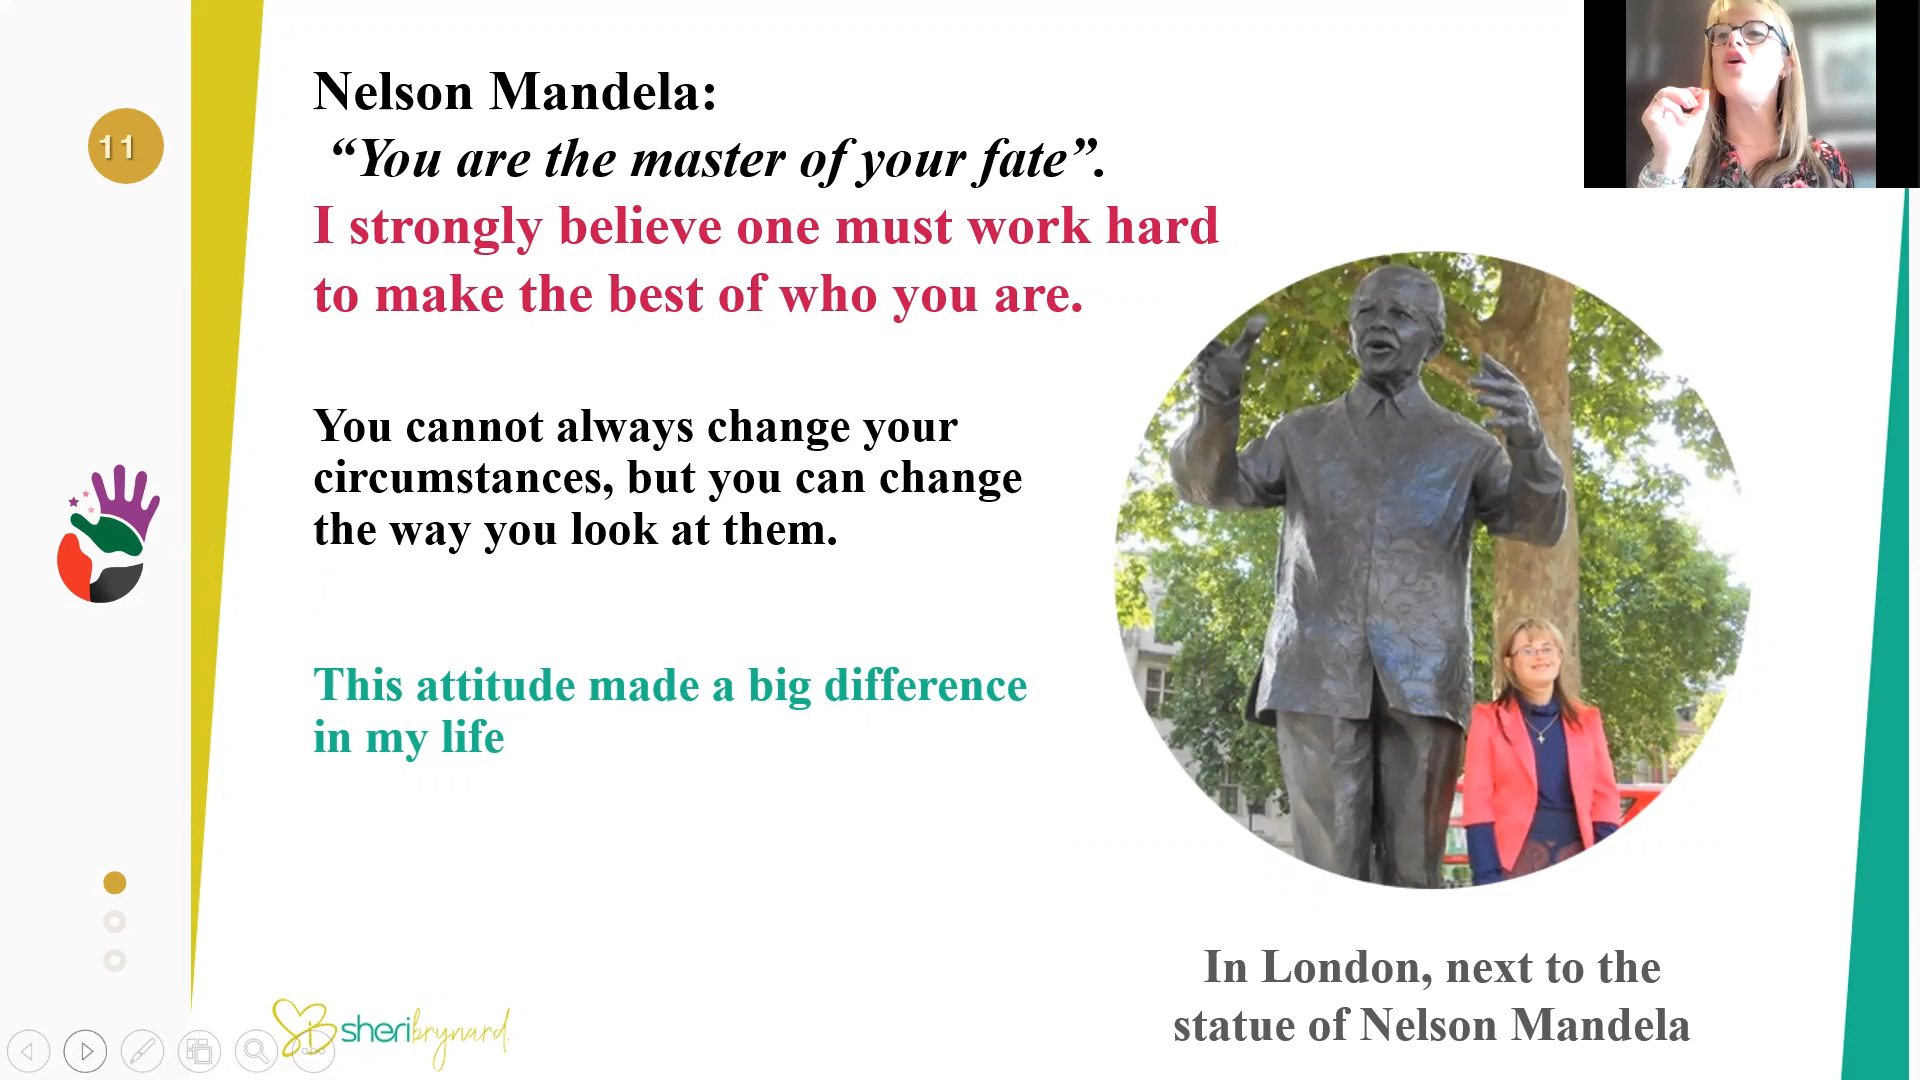 11
Nelson Mandela:
“You are the master of your fate”.
I strongly believe one must work hard
to make the best of who you are.
You cannot always change your
circumstances, but you can change
the way you look at them.
This attitude made a big difference
in my life
In London, next to the
statue of Nelson Mandela
sheribrynard.